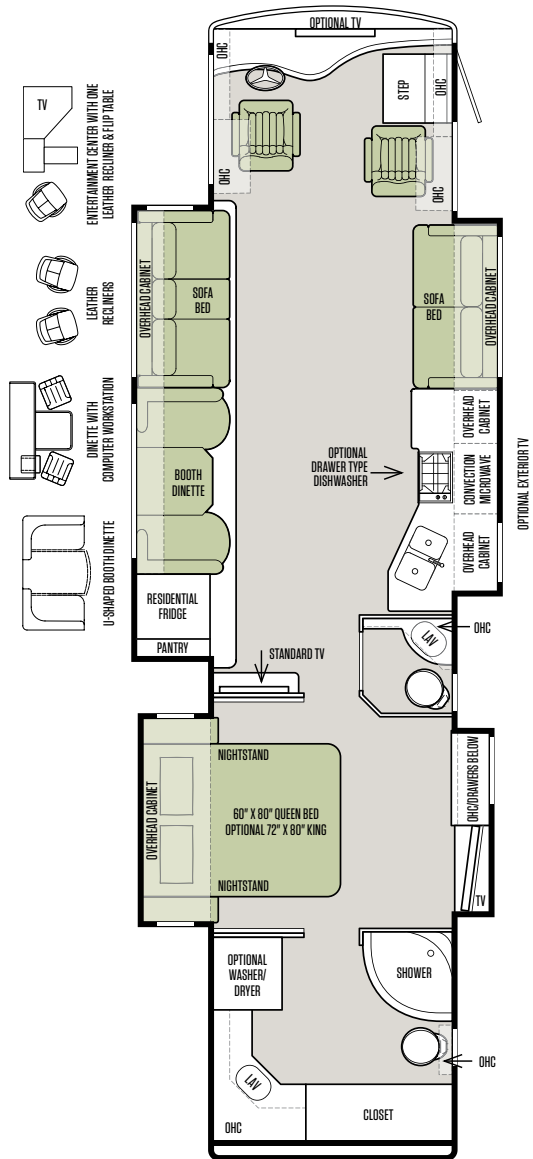 OPTIONAL TV
OHC
STEP
OHC
OHC
OHC
TV
ENTERTAINMENT CENTER WITH ONE
LEATHER RECLINER & FLIP TABLE
LEATHER
RECLINERS
DINETTE WITH
COMPUTER WORKSTATION
U-SHAPED BOOTH DINETTE
OVERHEAD CABINET
SOFA
BED
SOFA
BED
OVERHEAD CABINET
BOOTH
DINETTE
OPTIONAL
DRAWER TYPE
DISHWASHER
OVERHEAD
CABINET
CONVECTION
MICROWAVE
OVERHEAD
CABINET
OPTIONAL EXTERIOR TV
RESIDENTIAL
FRIDGE
PANTRY
STANDARD TV
LAV
OHC
OVERHEAD CABINET
NIGHTSTAND
60" X 80" QUEEN BED
OPTIONAL 72" X 80" KING
NIGHTSTAND
OHC/DRAWERS BELOW
TV
OPTIONAL
WASHER/
DRYER
SHOWER
LAV
OHC
OHC
CLOSET